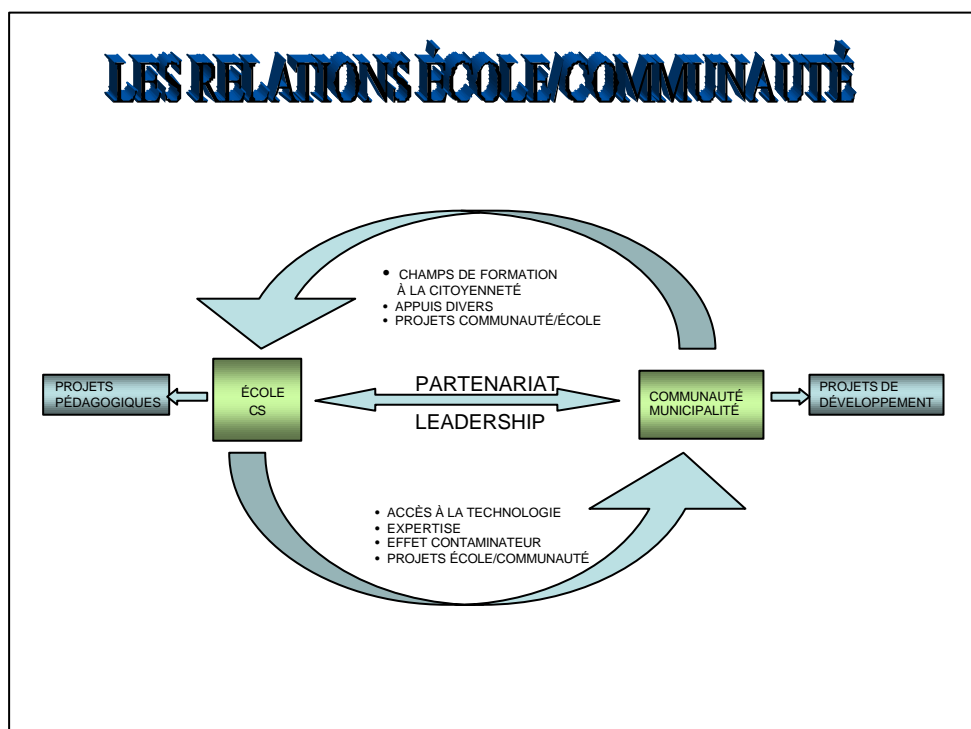 LES RELATIONS ÉCOLE/COMMUNAUTÉ
• CHAMPS DE FORMATION
À LA CITOYENNETÉ
• APPUIS DIVERS
• PROJETS COMMUNAUTÉ/ÉCOLE
PROJETS
PÉDAGOGIQUES
ÉCOLE
CS
PARTENARIAT
LEADERSHIP
COMMUNAUTÉ
MUNICIPALITÉ
PROJETS DE
DÉVELOPPEMENT
• ACCÈS À LA TECHNOLOGIE
• EXPERTISE
• EFFET CONTAMINATEUR
• PROJETS ÉCOLE/COMMUNAUTÉ